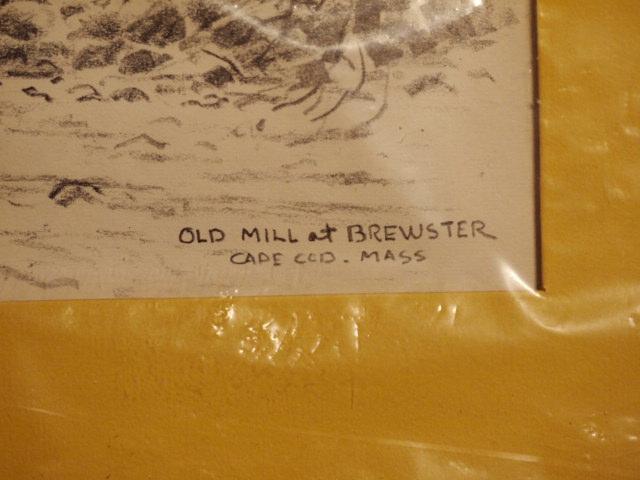 OLD MILL at BREWSTER
CAPE COD. MASS